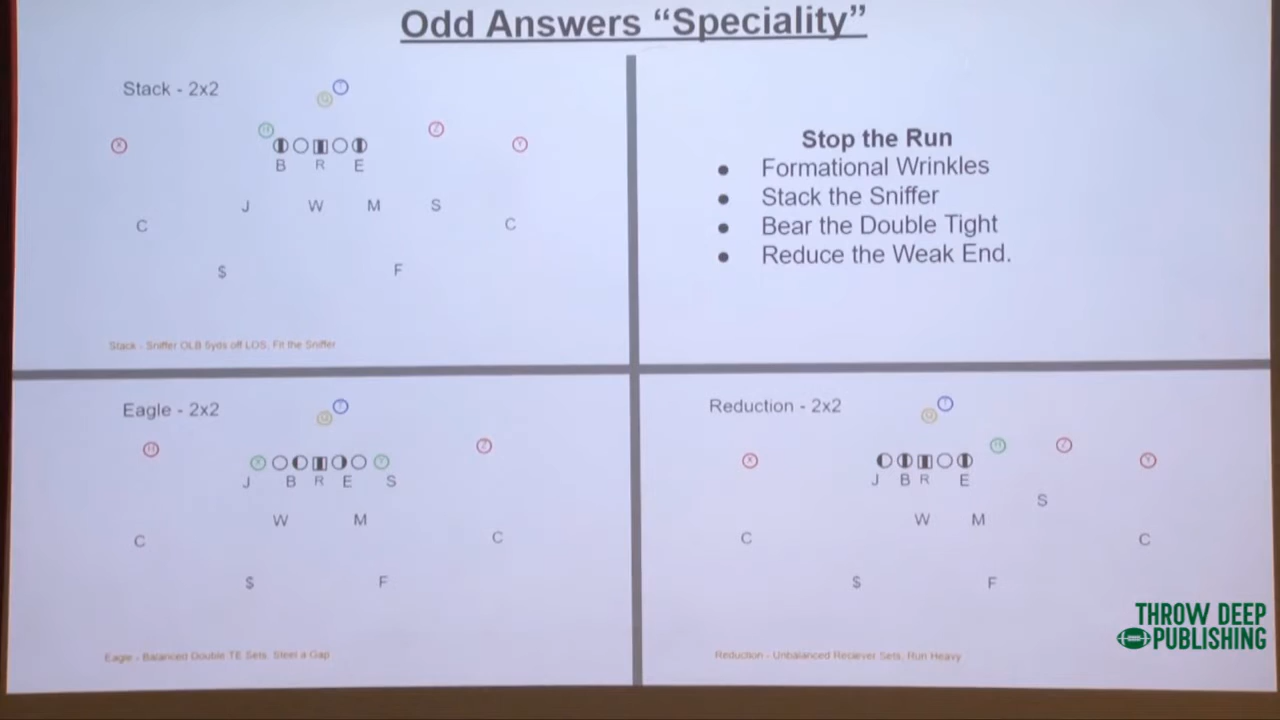 Odd Answers “Speciality”
Stack - 2x2
B R E
J W M S
C C
$ F
Stack - Sniffer OLB 5yds off LOS, Fit the Sniffer
Stop the Run
● Formational Wrinkles
● Stack the Sniffer
● Bear the Double Tight
● Reduce the Weak End.
Eagle - 2x2
J B R E S
W M
C C
$ F
Eagle - Balanced Double TE Sets. Steel a Gap
Reduction - 2x2
J B R E
S
W M
C C
$ F
Reduction - Unbalanced Reciever Sets, Run Heavy
THROW DEEP
PUBLISHING